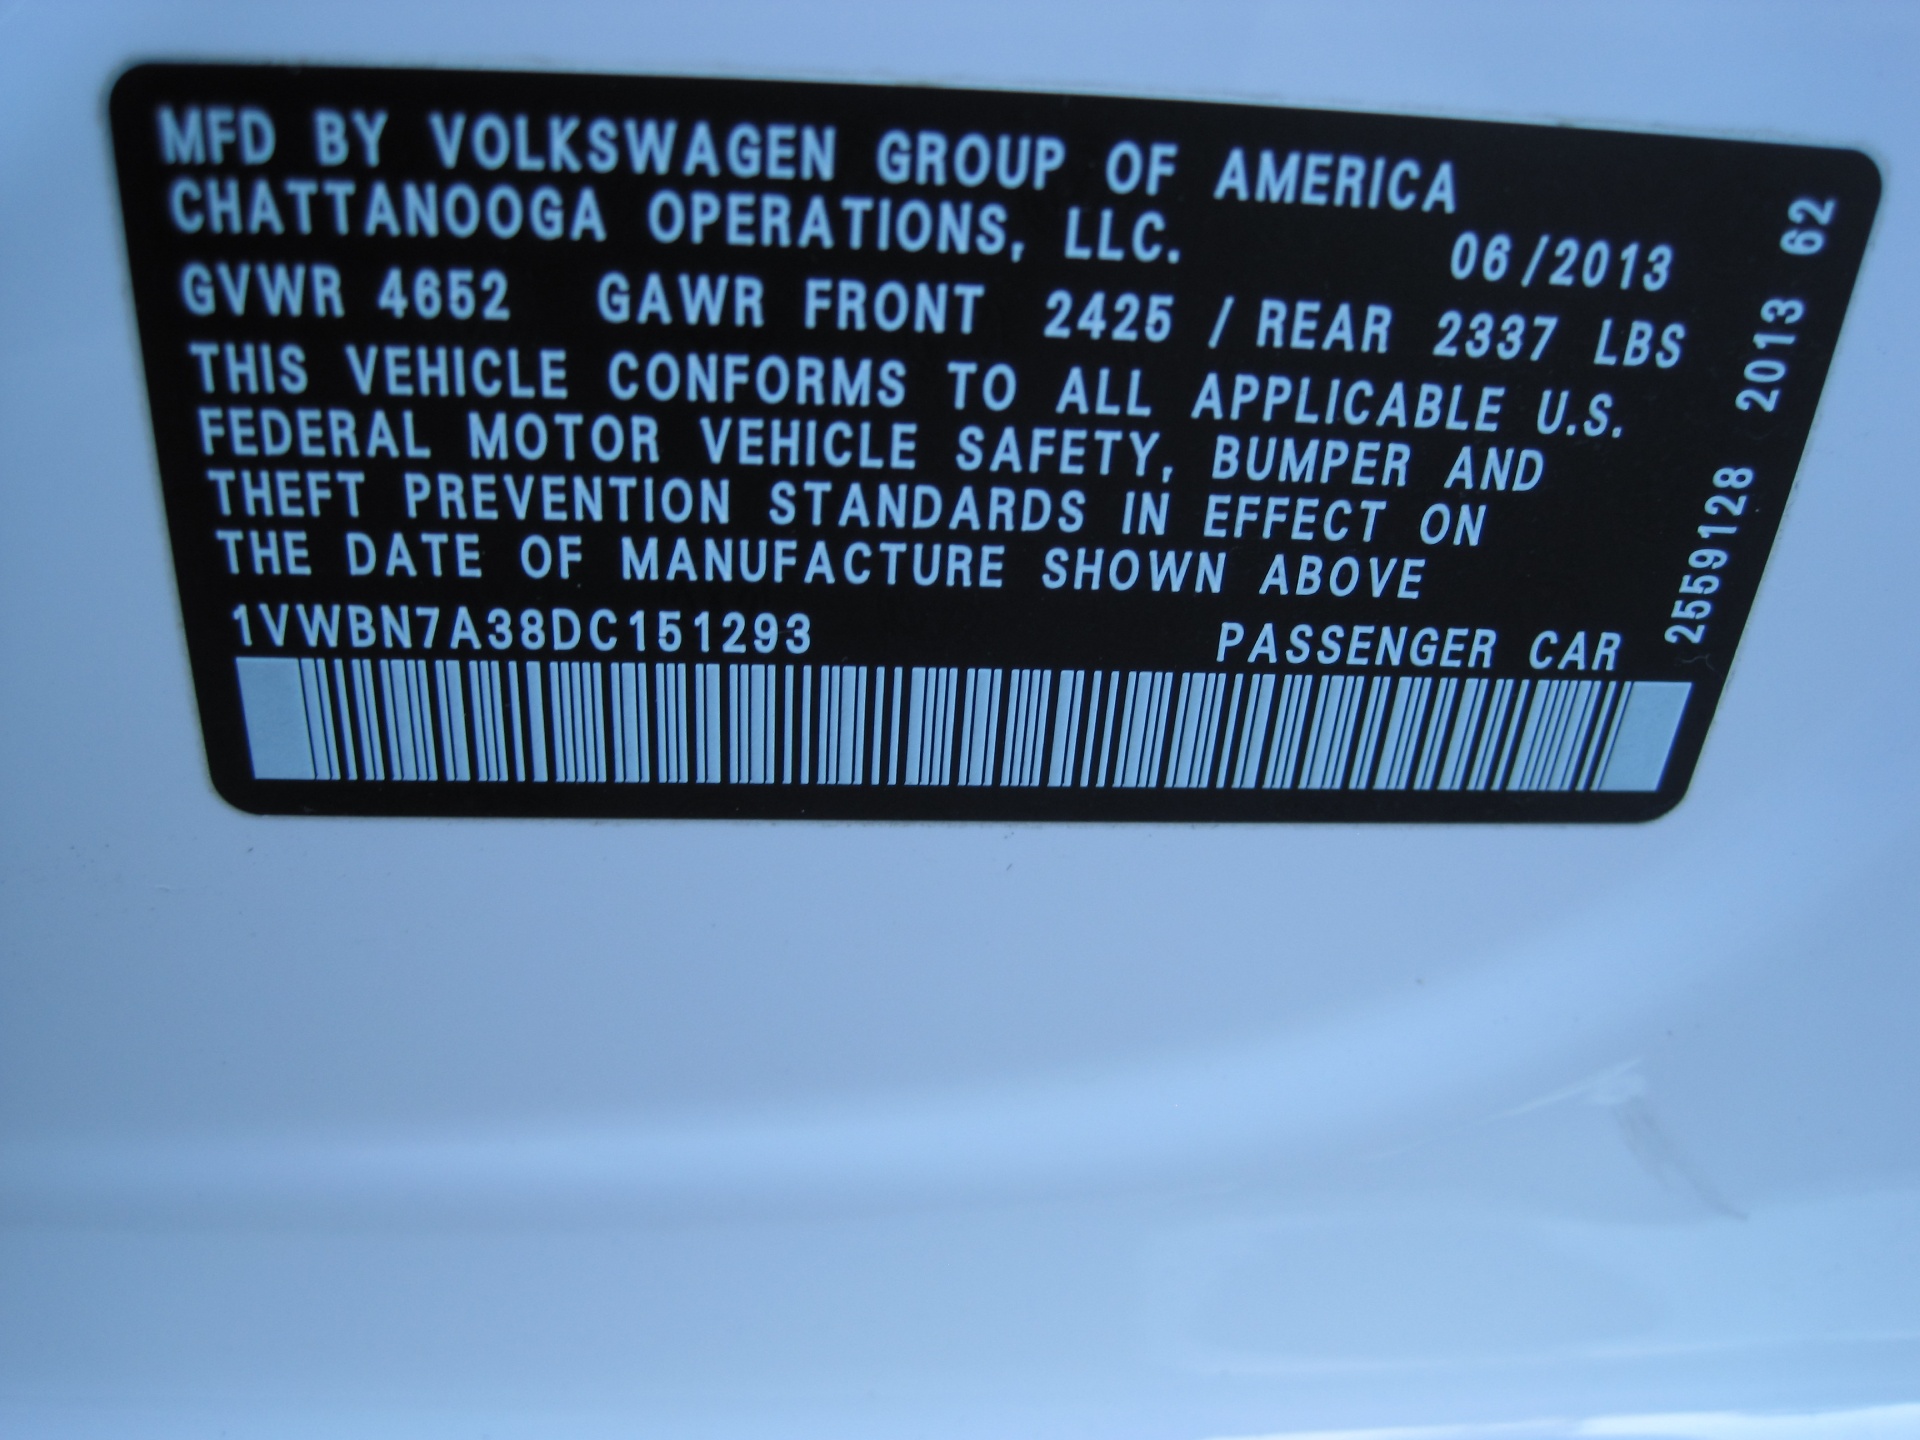 MFD BY VOLKSWAGEN GROUP OF AMERICA
CHATTANOOGA OPERATIONS, LLC.
06/2013
GVWR 4652 GAWR FRONT 2425 / REAR 2337 LBS
THIS VEHICLE CONFORMS TO ALL APPLICABLE U.S.
FEDERAL MOTOR VEHICLE SAFETY, BUMPER AND
THEFT PREVENTION STANDARDS IN EFFECT ON
THE DATE OF MANUFACTURE SHOWN ABOVE
1VWBN7A38DC151293 PASSENGER CAR
2559128 2013 62